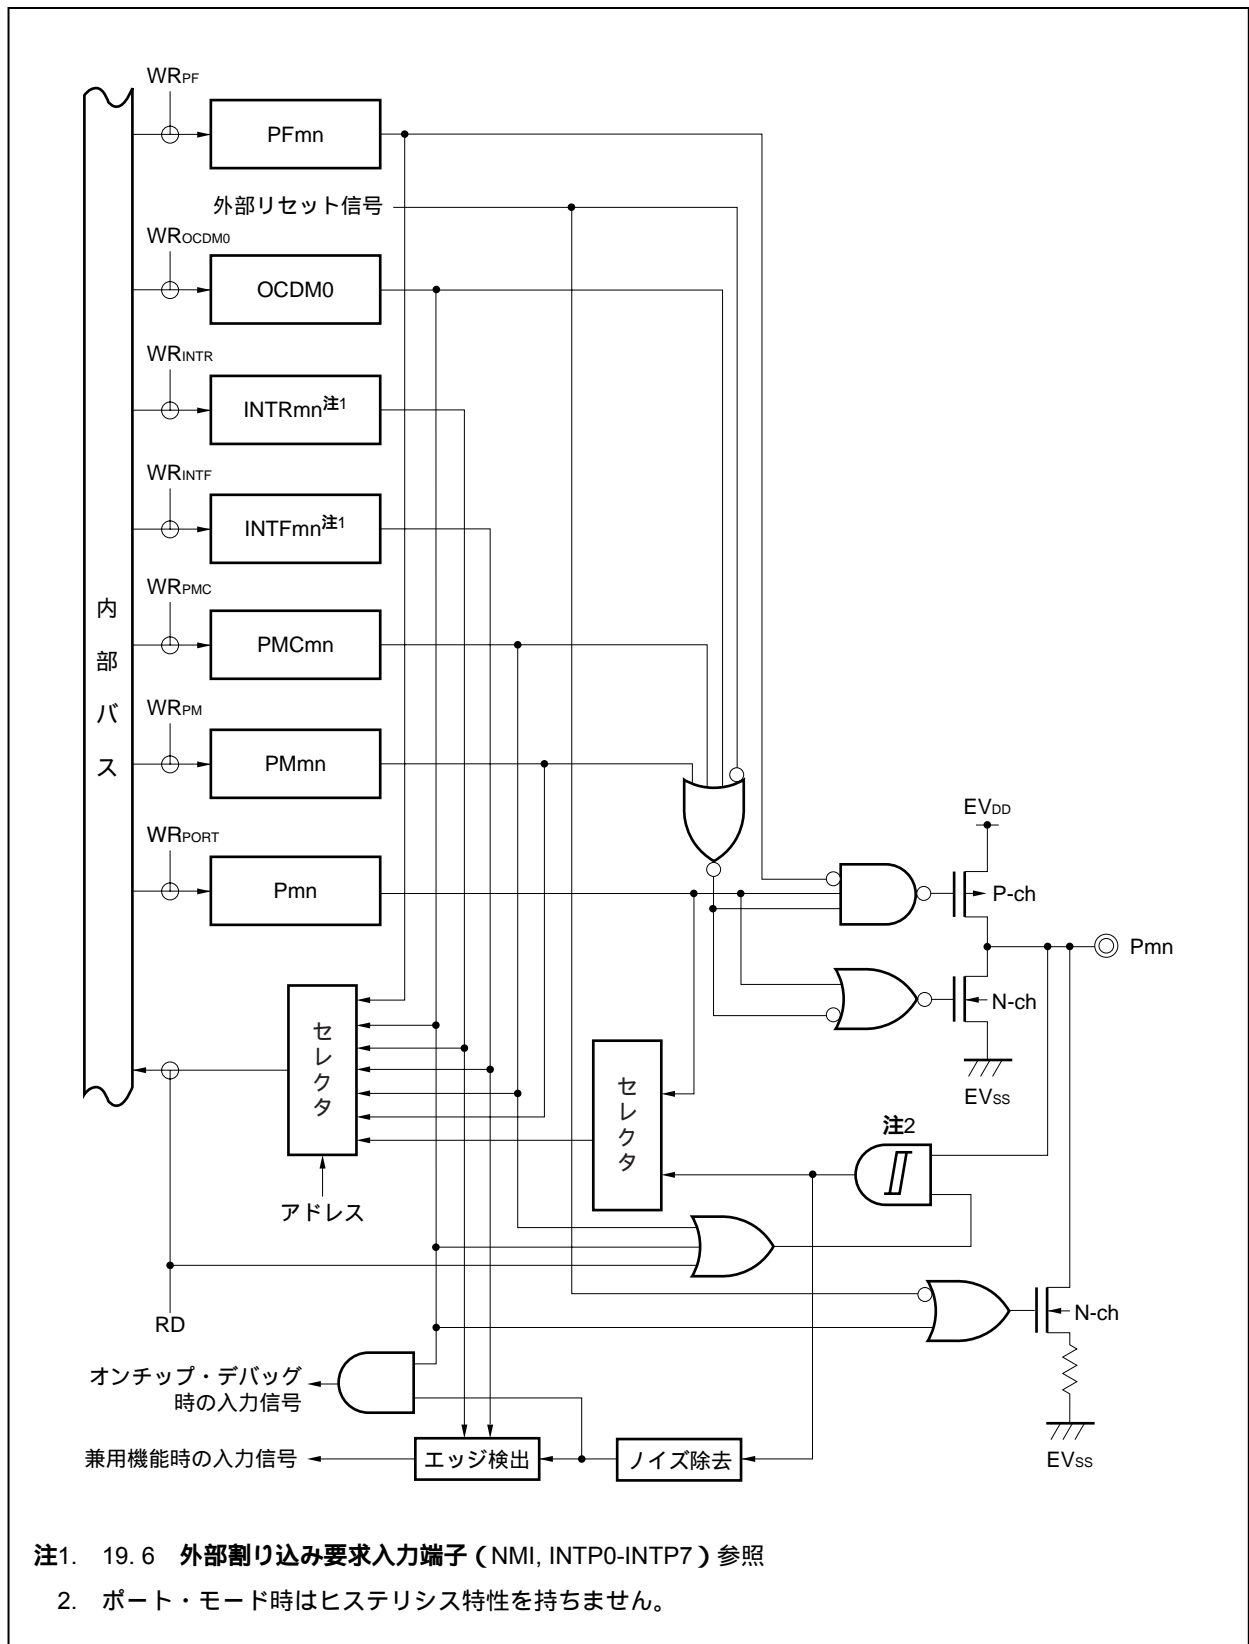 WRPF
PFmn
外部リセット信号
WROCDM0
OCDM0
WRINTR
INTRmn注1
WRINTF
INTFmn注1
WRPMC
PMCmn
内部バス
WRPM
PMmn
WRPORT
Pmn
EVDD
P-ch
Pmn
N-ch
EVSS
セレクタ
セレクタ
注2
アドレス
RD
N-ch
EVSS
オンチップ・デバッグ
時の入力信号
兼用機能時の入力信号
エッジ検出
ノイズ除去
注1. 19. 6 外部割り込み要求入力端子（NMI, INTP0-INTP7）参照
2. ポート・モード時はヒステリシス特性を持ちません。